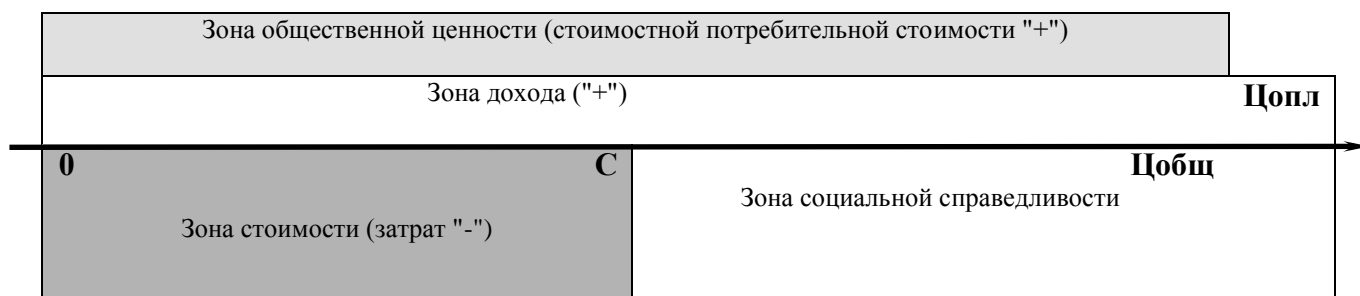 Зона общественной ценности (стоимостной потребительной стоимости "+")
Зона дохода ("+")
Цопл
0
С
Цобщ
Зона социальной справедливости
Зона стоимости (затрат "-")